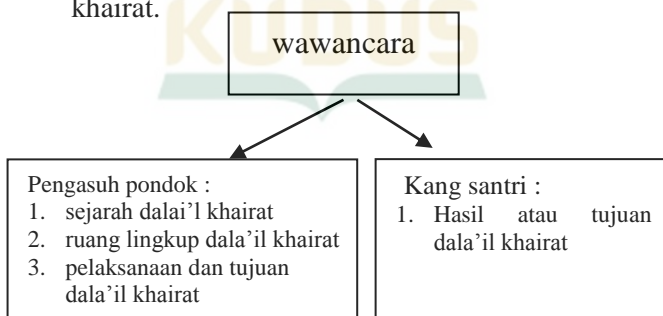 khairat.
KUDUS
wawancara
Pengasuh pondok :
1. sejarah dalai'l khairat
2. ruang lingkup dala'il khairat
3. pelaksanaan dan tujuan
dala'il khairat
Kang santri :
1. Hasil atau tujuan
dala'il khairat